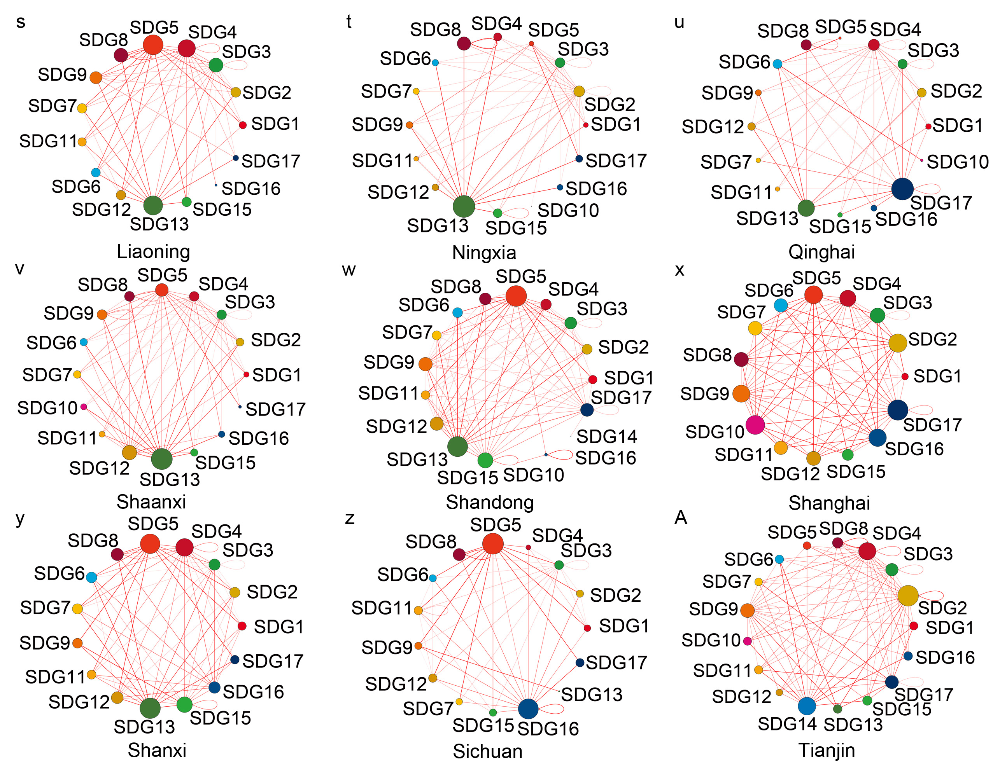 s
SDG5
SDG4
SDG8
SDG3
SDG9
SDG2
SDG7
SDG1
SDG11
SDG17
SDG6
SDG16
SDG12
SDG15
SDG13
Liaoning
t
SDG4
SDG8
SDG5
SDG3
SDG6
SDG7
SDG2
SDG9
SDG1
SDG11
SDG17
SDG12
SDG16
SDG10
SDG13
SDG15
Ningxia
u
SDG5
SDG4
SDG8
SDG3
SDG6
SDG9
SDG2
SDG12
SDG1
SDG7
SDG10
SDG11
SDG17
SDG13
SDG16
SDG15
Qinghai
v
SDG5
SDG4
SDG8
SDG3
SDG9
SDG6
SDG2
SDG7
SDG1
SDG10
SDG17
SDG11
SDG16
SDG12
SDG15
SDG13
Shaanxi
w
SDG5
SDG8
SDG4
SDG6
SDG3
SDG7
SDG2
SDG9
SDG1
SDG11
SDG17
SDG12
SDG14
SDG13
SDG16
SDG15
SDG10
Shandong
x
SDG5
SDG4
SDG6
SDG3
SDG7
SDG2
SDG8
SDG1
SDG9
SDG17
SDG10
SDG16
SDG11
SDG12
SDG15
Shanghai
y
SDG5
SDG4
SDG8
SDG3
SDG6
SDG2
SDG7
SDG1
SDG9
SDG17
SDG11
SDG16
SDG12
SDG15
SDG13
Shanxi
z
SDG5
SDG4
SDG8
SDG3
SDG6
SDG2
SDG11
SDG1
SDG9
SDG17
SDG12
SDG13
SDG7
SDG15
SDG16
Sichuan
A
SDG8
SDG5
SDG4
SDG3
SDG6
SDG7
SDG2
SDG9
SDG1
SDG10
SDG16
SDG11
SDG17
SDG12
SDG15
SDG14
SDG13
Tianjin